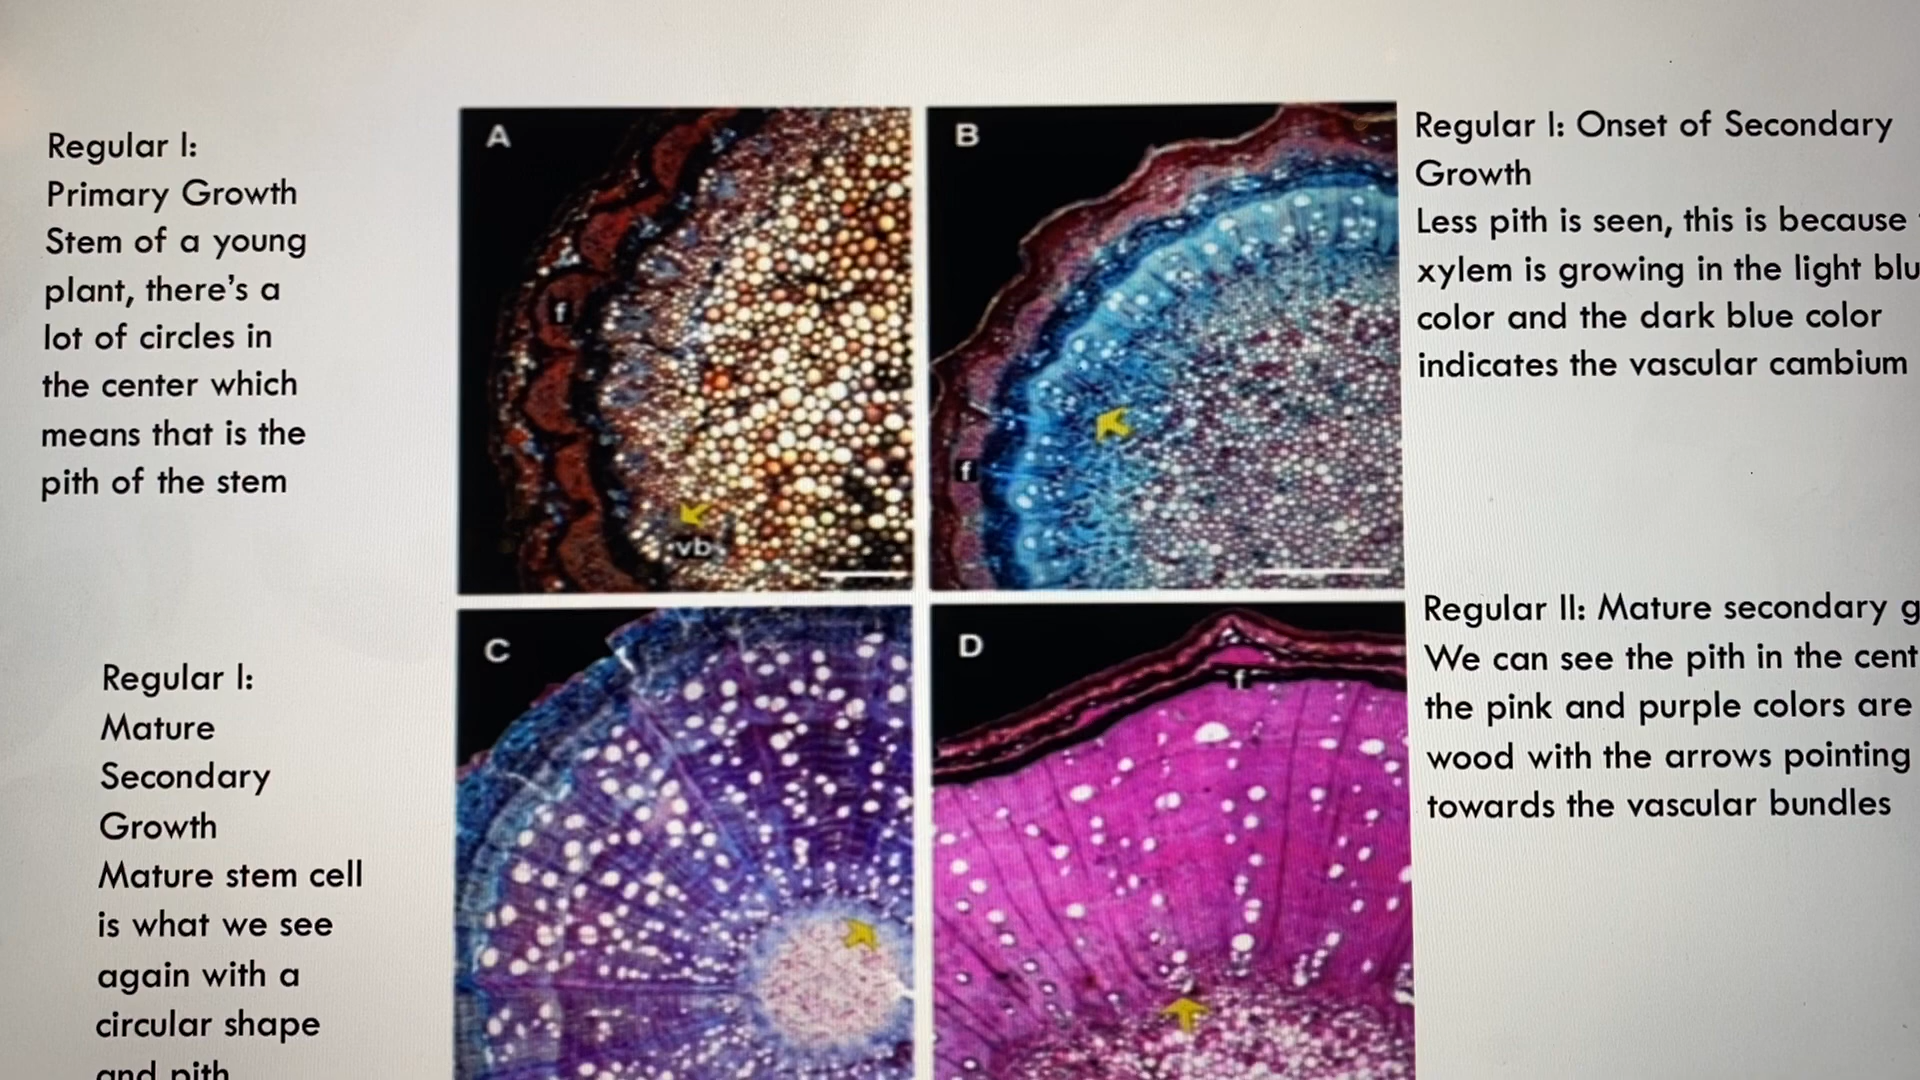 Regular I:
Primary Growth
Stem of a young
plant, there's a
lot of circles in
the center which
means that is the
pith of the stem
A
f
vb
B
f
Regular I: Onset of Secondary
Growth
Less pith is seen, this is because
xylem is growing in the light blu
color and the dark blue color
indicates the vascular cambium
Regular I:
Mature
Secondary
Growth
Mature stem cell
is what we see
again with a
circular shape
and pith
C
D
f
Regular II: Mature secondary g
We can see the pith in the cent
the pink and purple colors are
wood with the arrows pointing
towards the vascular bundles